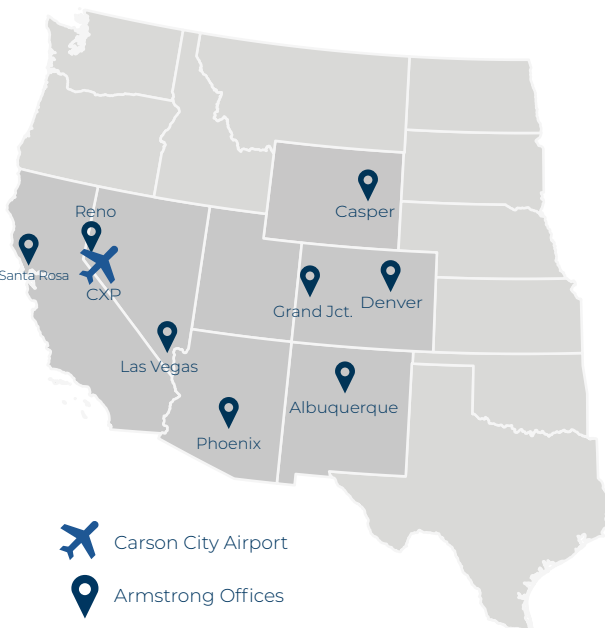 Reno
Casper
Santa Rosa
CXP
Grand Jct.
Denver
Las Vegas
Albuquerque
Phoenix
Carson City Airport
Armstrong Offices